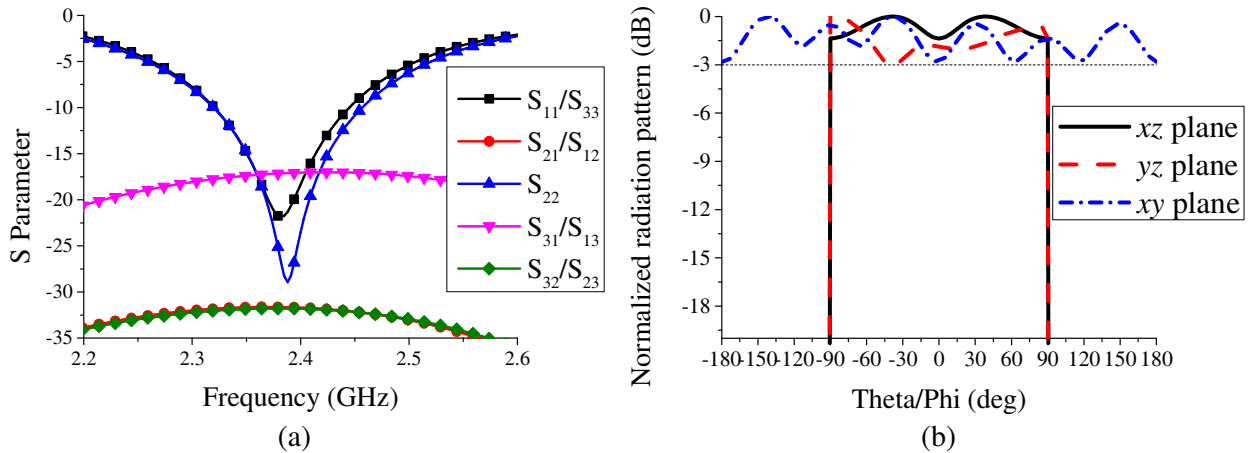 0
-5
-10
-15
-20
-25
-30
-35
S Parameter
2.2 2.3 2.4 2.5 2.6
Frequency (GHz)
S11/S33
S21/S12
S22
S31/S13
S32/S23
(a)
0
-3
-6
-9
-12
-15
-18
Normalized radiation pattern (dB)
-180 -150 -120 -90 -60 -30 0 30 60 90 120 150 180
Theta/Phi (deg)
xz plane
yz plane
xy plane
(b)